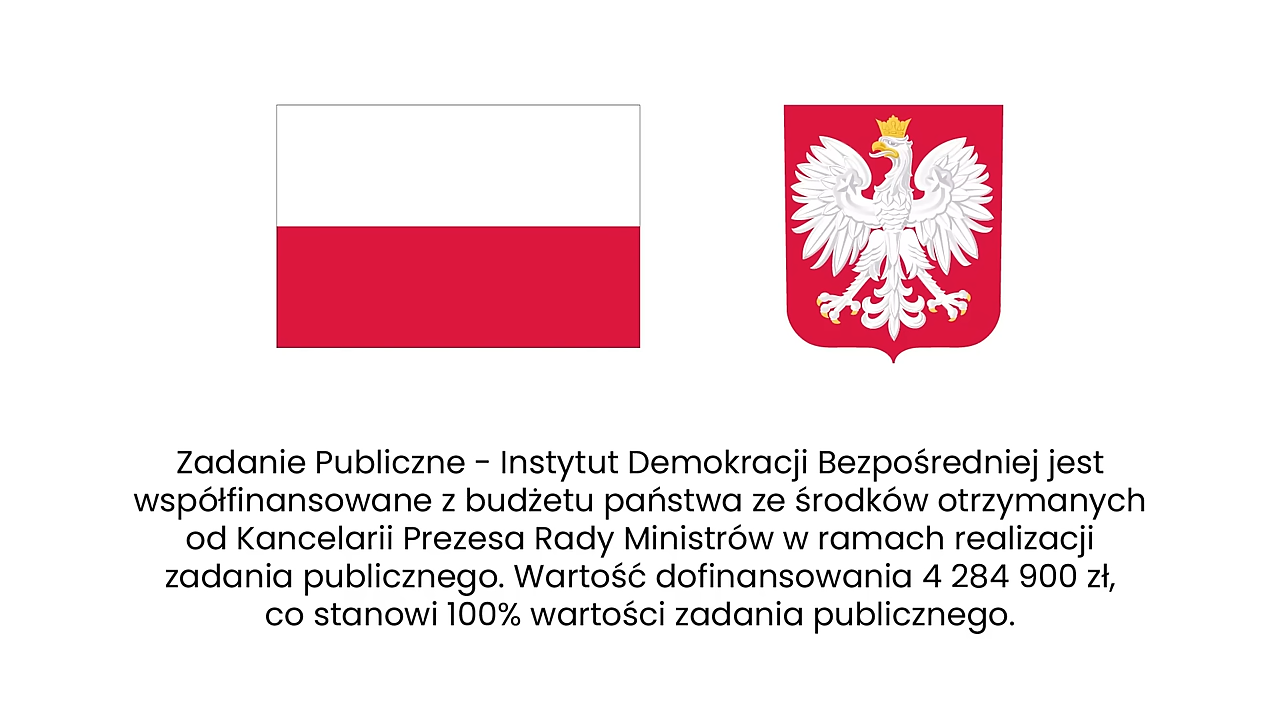 Zadanie Publiczne - Instytut Demokracji Bezpośredniej jest
współfinansowane z budżetu państwa ze środków otrzymanych
od Kancelarii Prezesa Rady Ministrów w ramach realizacji
zadania publicznego. Wartość dofinansowania 4 284 900 zł,
co stanowi 100% wartości zadania publicznego.